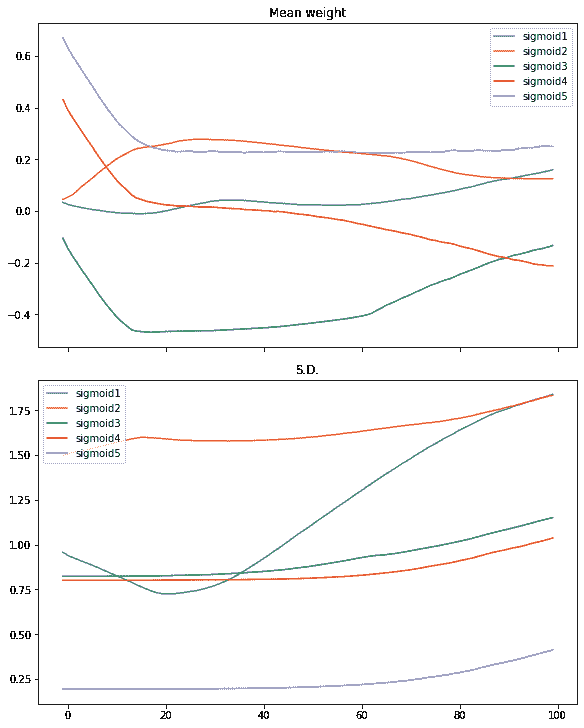 Mean weight
sigmoid1
sigmoid2
sigmoid3
sigmoid4
sigmoid5
0.6
0.4
0.2
0.0
−0.2
−0.4
S.D.
sigmoid1
sigmoid2
sigmoid3
sigmoid4
sigmoid5
1.75
1.50
1.25
1.00
0.75
0.50
0.25
0 20 40 60 80 100